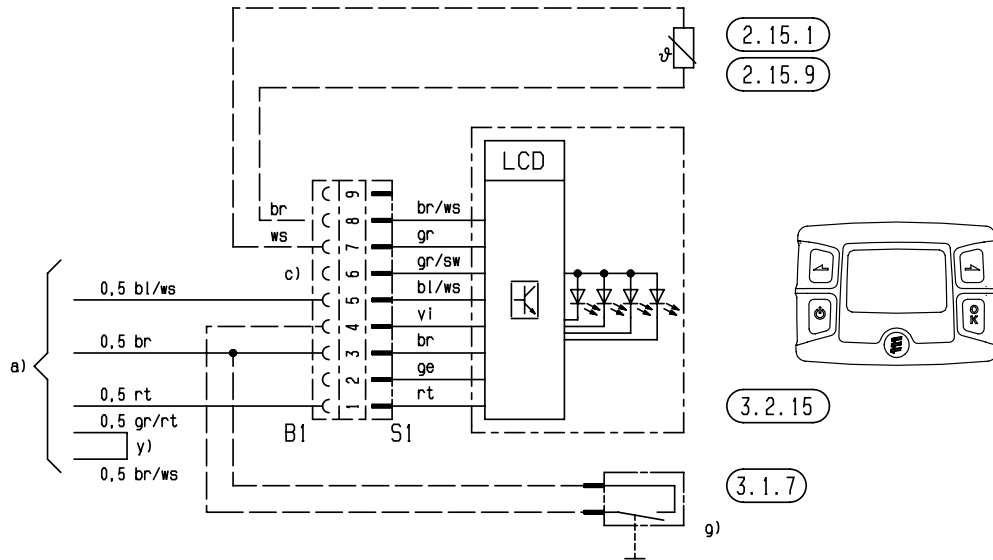 2.15.1
2.15.9
LCD
br
ws
c)
9
8
7
6
5
4
3
2
1
br/ws
gr
gr/sw
bl/ws
vi
br
ge
rt
a)
0,5 bl/ws
0,5 br
0,5 rt
0,5 gr/rt
y)
0,5 br/ws
B1
S1
OK
3.2.15
3.1.7
g)
ϑ